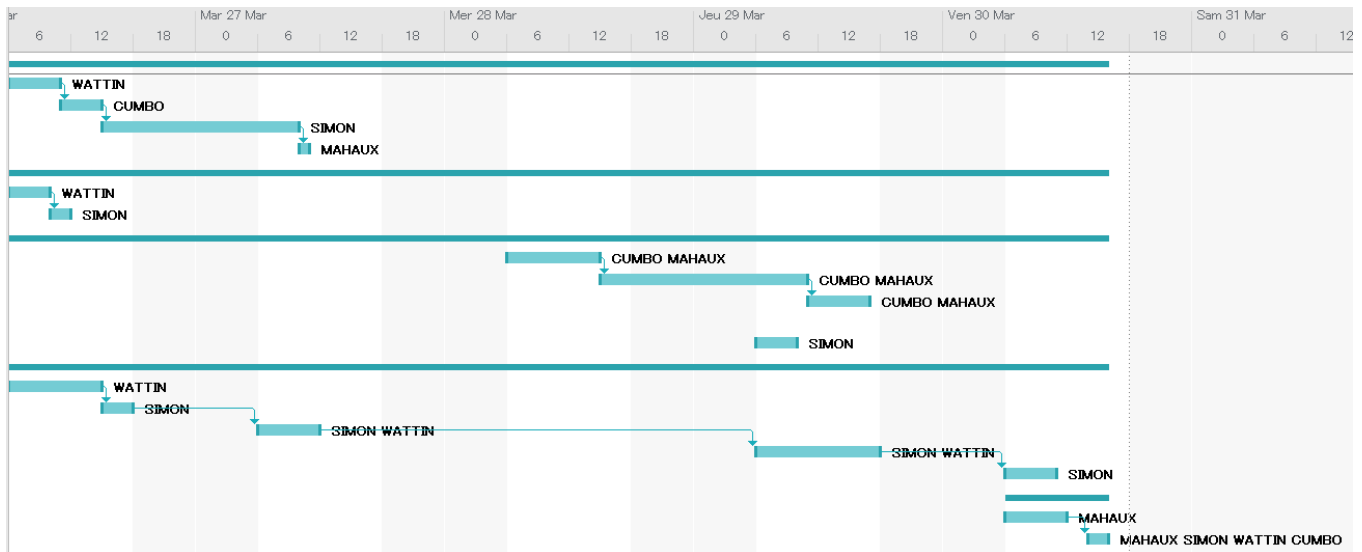 ar Mar 27 Mar Mer 28 Mar Jeu 29 Mar Ven 30 Mar Sam 31 Mar
6 12 18 0 6 12 18 0 6 12 18 0 6 12 18 0 6 12 18 0 6 12
WATTIN
CUMBO
SIMON
MAHAUX
WATTIN
SIMON
CUMBO MAHAUX
CUMBO MAHAUX
CUMBO MAHAUX
SIMON
WATTIN
SIMON
SIMON WATTIN
SIMON WATTIN
SIMON
MAHAUX
MAHAUX SIMON WATTIN CUMBO